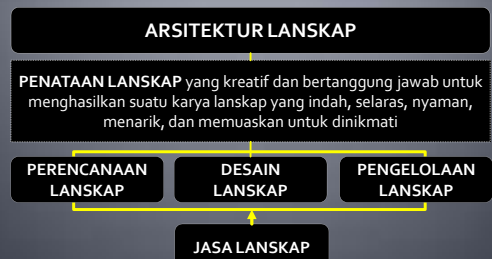 ARSITEKTUR LANSKAP
PENATAAN LANSKAP yang kreatif dan bertanggung jawab untuk
menghasilkan suatu karya lanskap yang indah, selaras, nyaman,
menarik, dan memuaskan untuk dinikmati
PERENCANAAN
LANSKAP
DESAIN
LANSKAP
PENGELOLAAN
LANSKAP
JASA LANSKAP